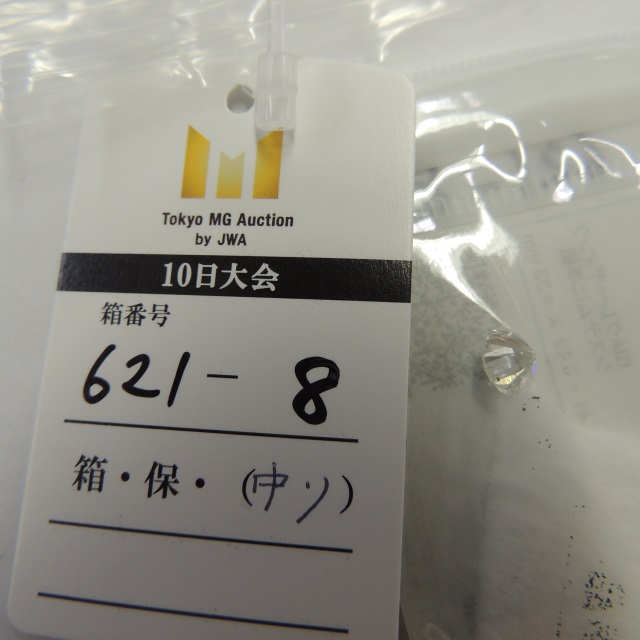 Tokyo MG Auction
by JWA
10日大会
箱番号
621-8
箱・保・(中ソ)